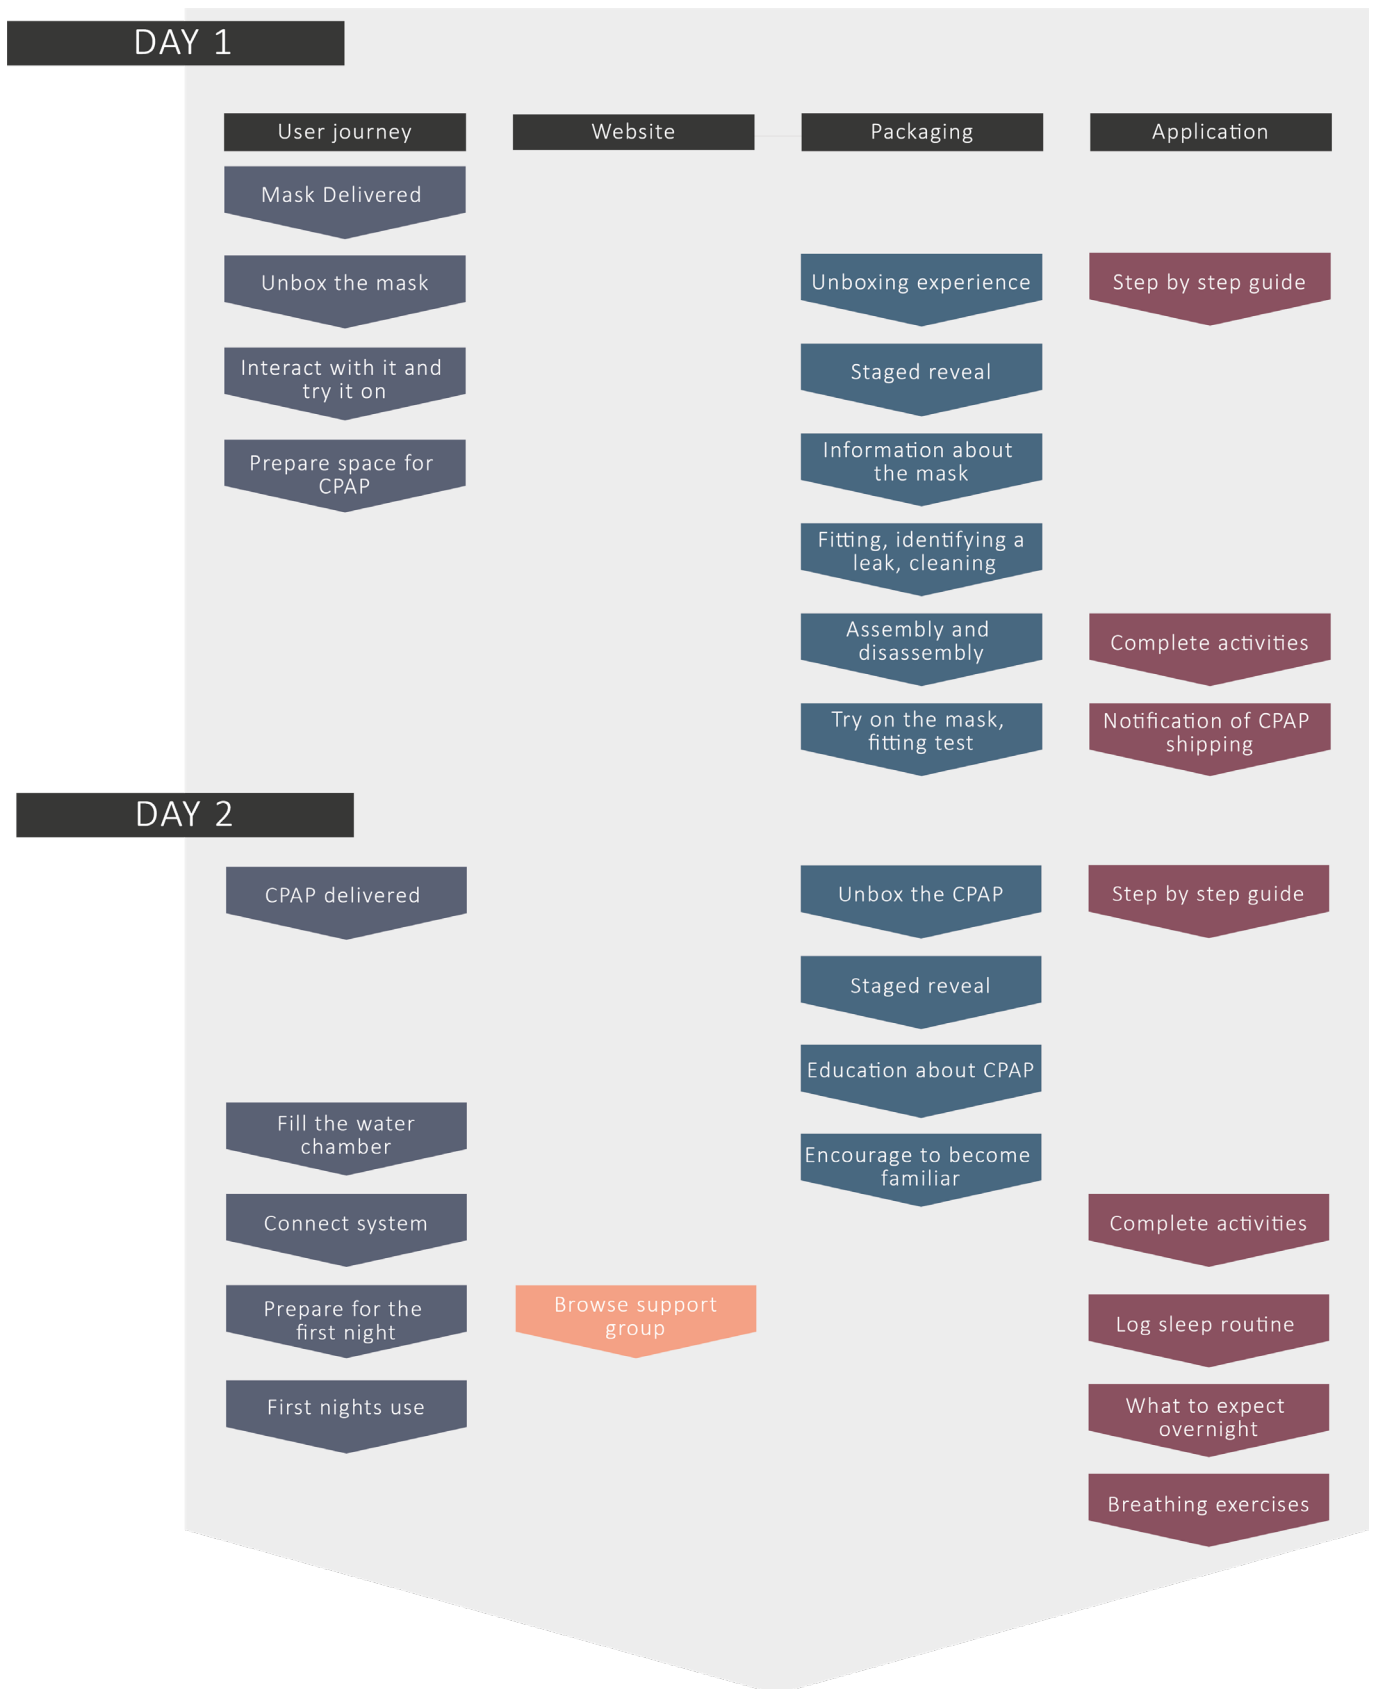 DAY 1
User journey
Website
Packaging
Application
Mask Delivered
Unbox the mask
Unboxing experience
Step by step guide
Interact with it and
try it on
Staged reveal
Prepare space for
CPAP
Information about
the mask
Fitting, identifying a
leak, cleaning
Assembly and
disassembly
Complete activities
Try on the mask,
fitting test
Notification of CPAP
shipping
DAY 2
CPAP delivered
Unbox the CPAP
Step by step guide
Staged reveal
Education about CPAP
Fill the water
chamber
Encourage to become
familiar
Connect system
Complete activities
Prepare for the
first night
Browse support
group
Log sleep routine
First nights use
What to expect
overnight
Breathing exercises